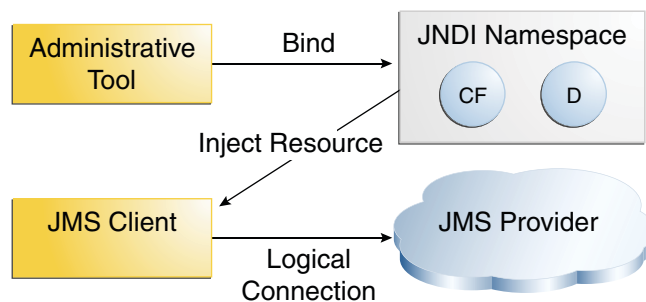 Administrative
Tool
Bind
JNDI Namespace
CF
D
Inject Resource
JMS Client
JMS Provider
Logical
Connection